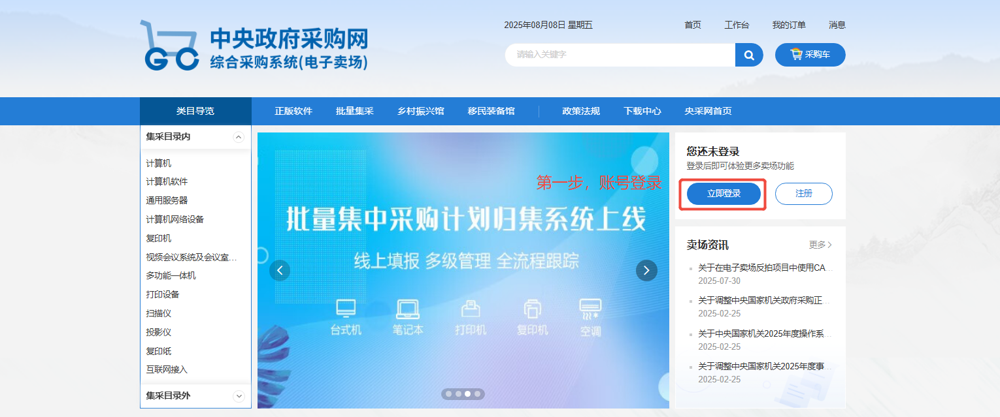 中央政府采购网
综合采购系统(电子卖场)
2025年08月08日 星期五
首页 工作台 我的订单 消息
请输入关键字
采购车
类目导览 正版软件 批量集采 乡村振兴馆 移民装备馆 政策法规 下载中心 央采网首页
集采目录内
计算机
计算机软件
通用服务器
计算机网络设备
复印机
视频会议系统及会议室...
多功能一体机
打印设备
扫描仪
投影仪
复印纸
互联网接入
集采目录外
第一步，账号登录
批量集中采购计划归集系统上线
线上填报 多级管理 全流程跟踪
台式机 笔记本 打印机 复印机 空调
您还未登录
登录后即可体验更多卖场功能
立即登录 注册
卖场资讯 更多
关于在电子卖场反拍项目中使用CA...
2025-07-30
关于调整中央国家机关政府采购正...
2025-02-25
关于中央国家机关2025年度操作系...
2025-02-25
关于调整中央国家机关2025年度事...
2025-02-25